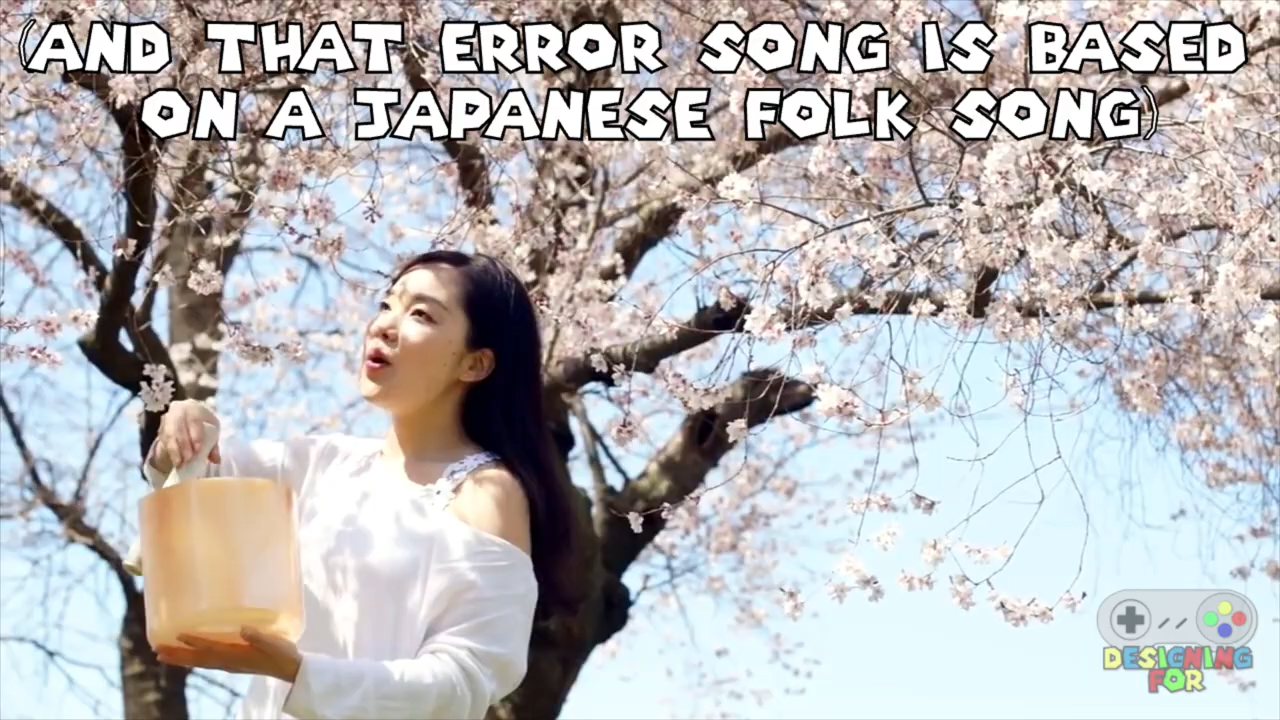 (AND THAT ERROR SONG IS BASED
ON A JAPANESE FOLK SONG)
DESIGNING
FOR